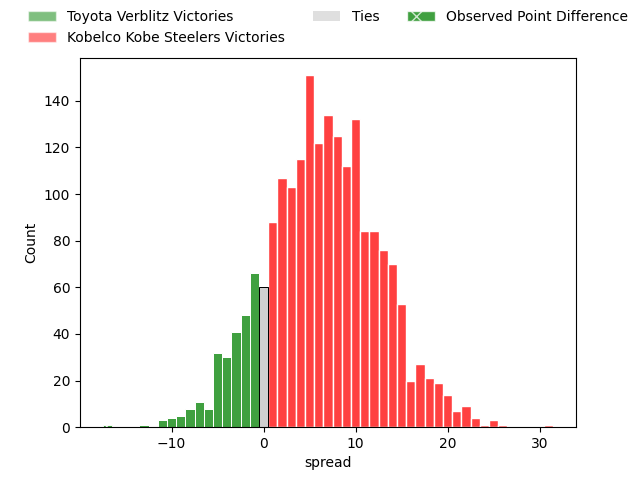 Toyota Verblitz Victories
Kobelco Kobe Steelers Victories
Ties
Observed Point Difference
Count
140
120
100
80
60
40
20
0
−10
0
10
20
30
spread